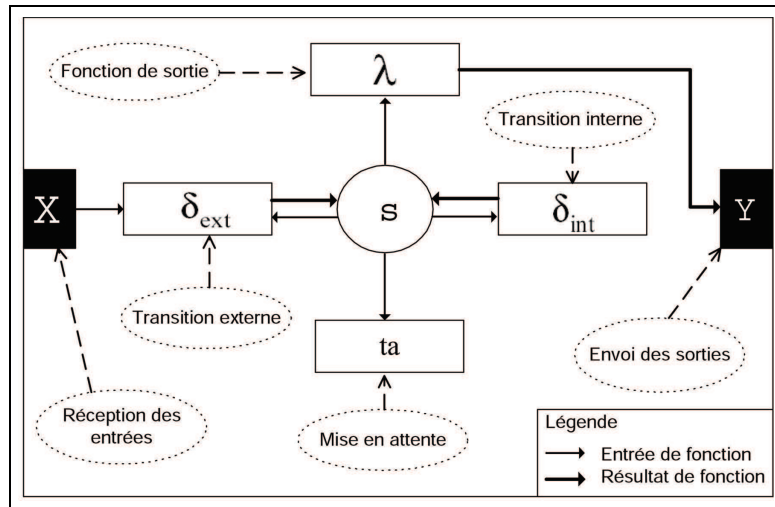 Fonction de sortie
λ
Transition interne
X
δext
s
δint
Y
Transition externe
ta
Envoi des sorties
Réception des
entrées
Mise en attente
Légende
Entrée de fonction
Résultat de fonction